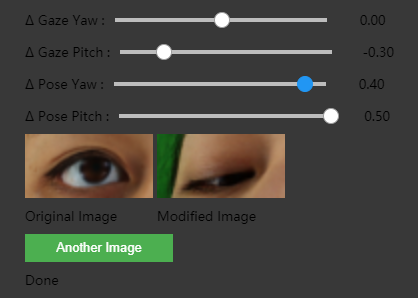 Δ Gaze Yaw : 0.00
Δ Gaze Pitch : -0.30
Δ Pose Yaw : 0.40
Δ Pose Pitch : 0.50
Original Image Modified Image
Another Image
Done